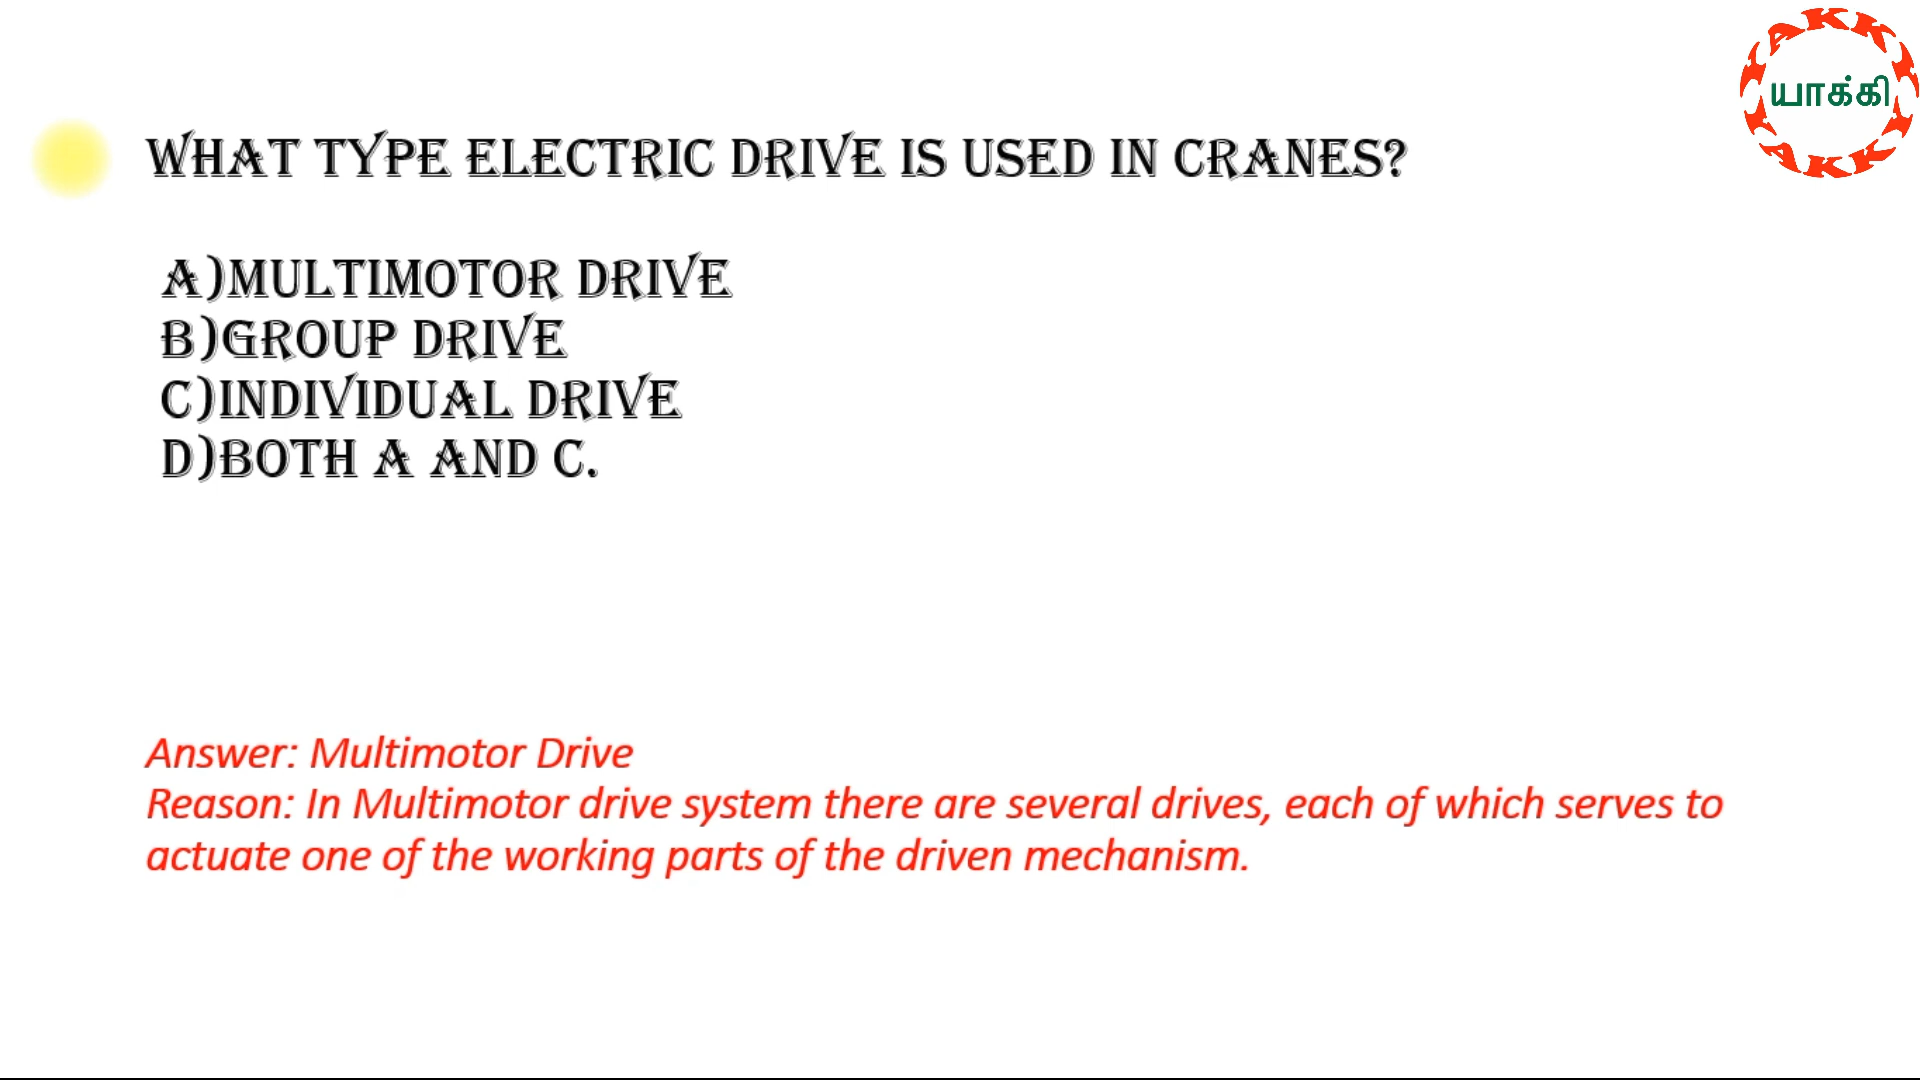 யாக்கி
YAKKAI
YAKKAI
WHAT TYPE ELECTRIC DRIVE IS USED IN CRANES?
A)MULTIMOTOR DRIVE
B)GROUP DRIVE
C)INDIVIDUAL DRIVE
D)BOTH A AND C.
Answer: Multimotor Drive
Reason: In Multimotor drive system there are several drives, each of which serves to
actuate one of the working parts of the driven mechanism.